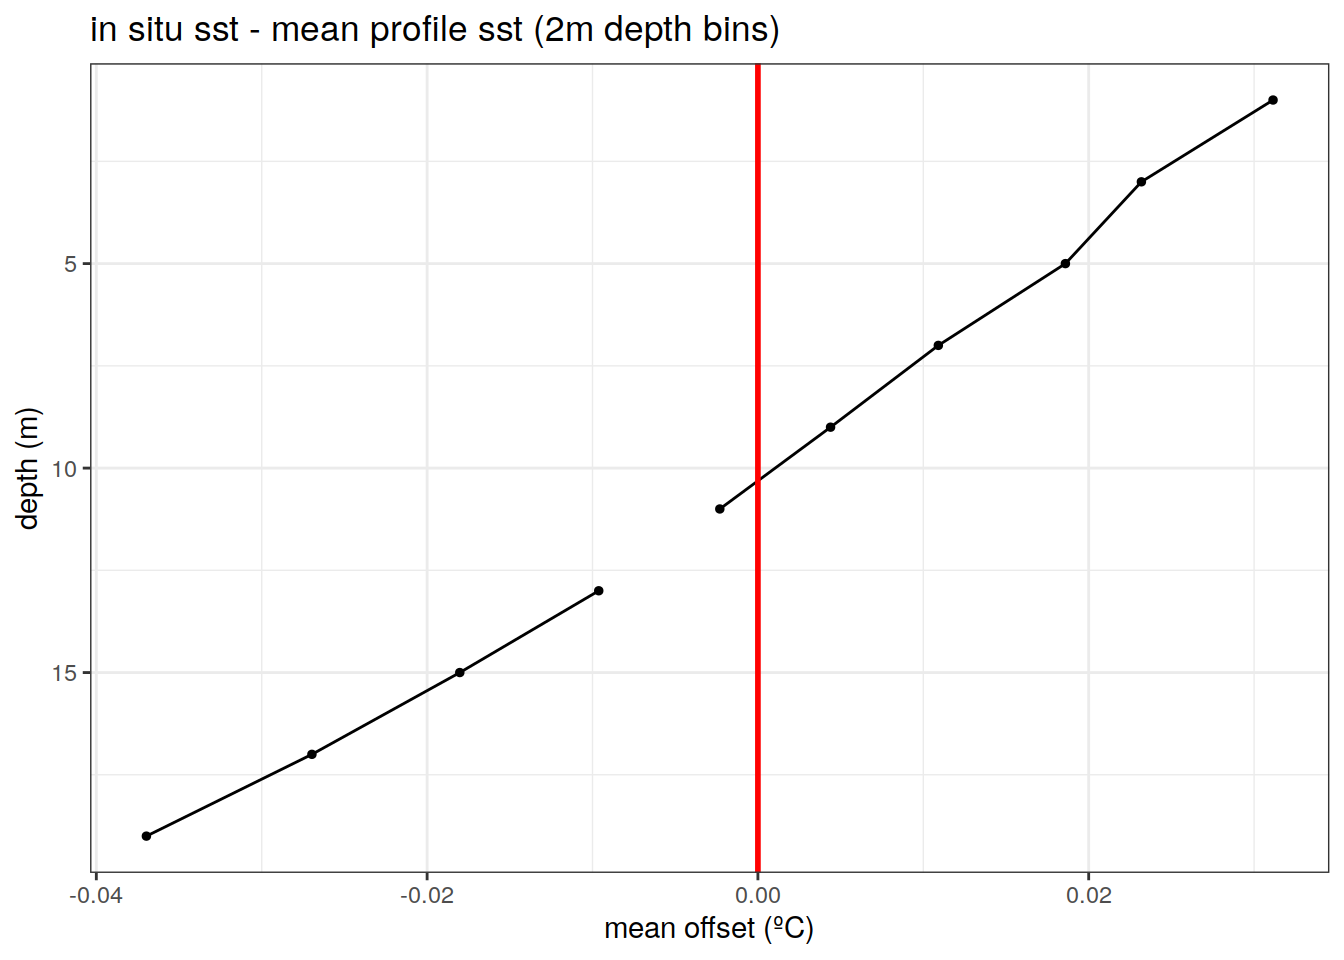 in situ sst - mean profile sst (2m depth bins)
depth (m)
5
10
15
-0.04
-0.02
0.00
0.02
mean offset (ºC)